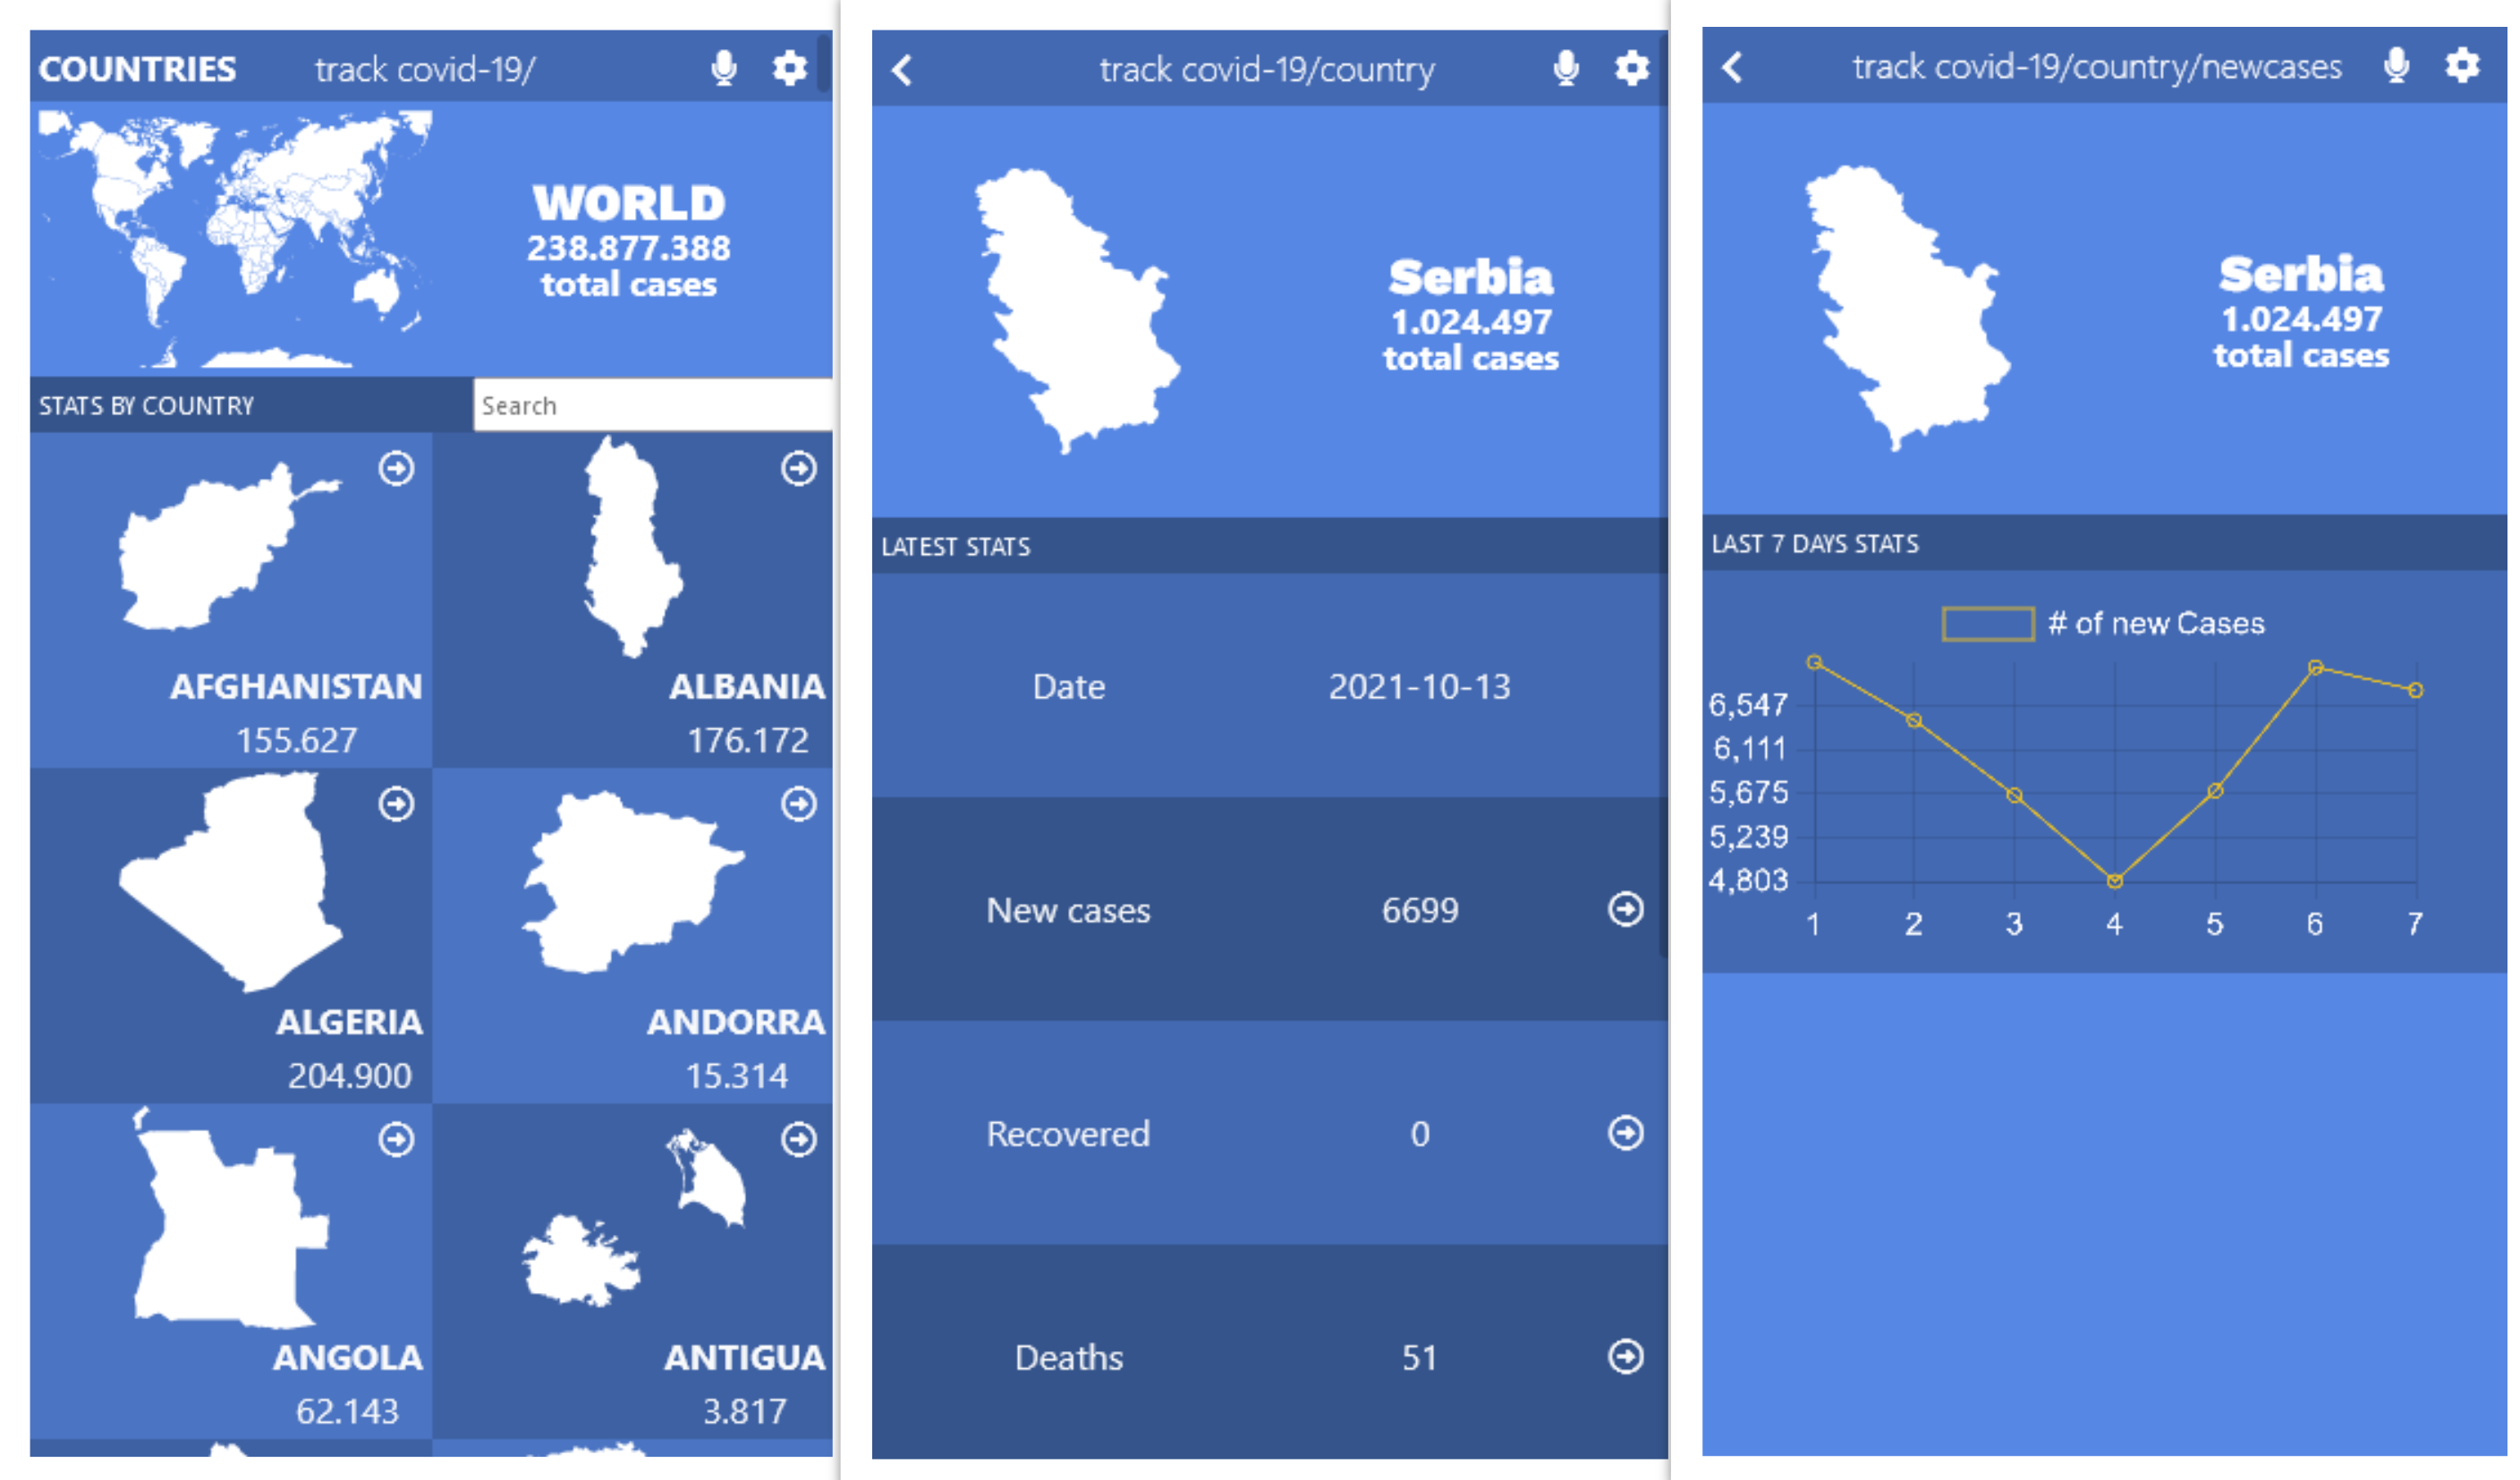 COUNTRIES track covid-19/
WORLD
238.877.388
total cases
STATS BY COUNTRY Search
AFGHANISTAN
155.627
ALBANIA
176.172
ALGERIA
204.900
ANDORRA
15.314
ANGOLA
62.143
ANTIGUA
3.817
track covid-19/country
Serbia
1.024.497
total cases
LATEST STATS
Date 2021-10-13
New cases 6699
Recovered 0
Deaths 51
track covid-19/country/newcases
Serbia
1.024.497
total cases
LAST 7 DAYS STATS
# of new Cases
6,547
6,111
5,675
5,239
4,803
1 2 3 4 5 6 7